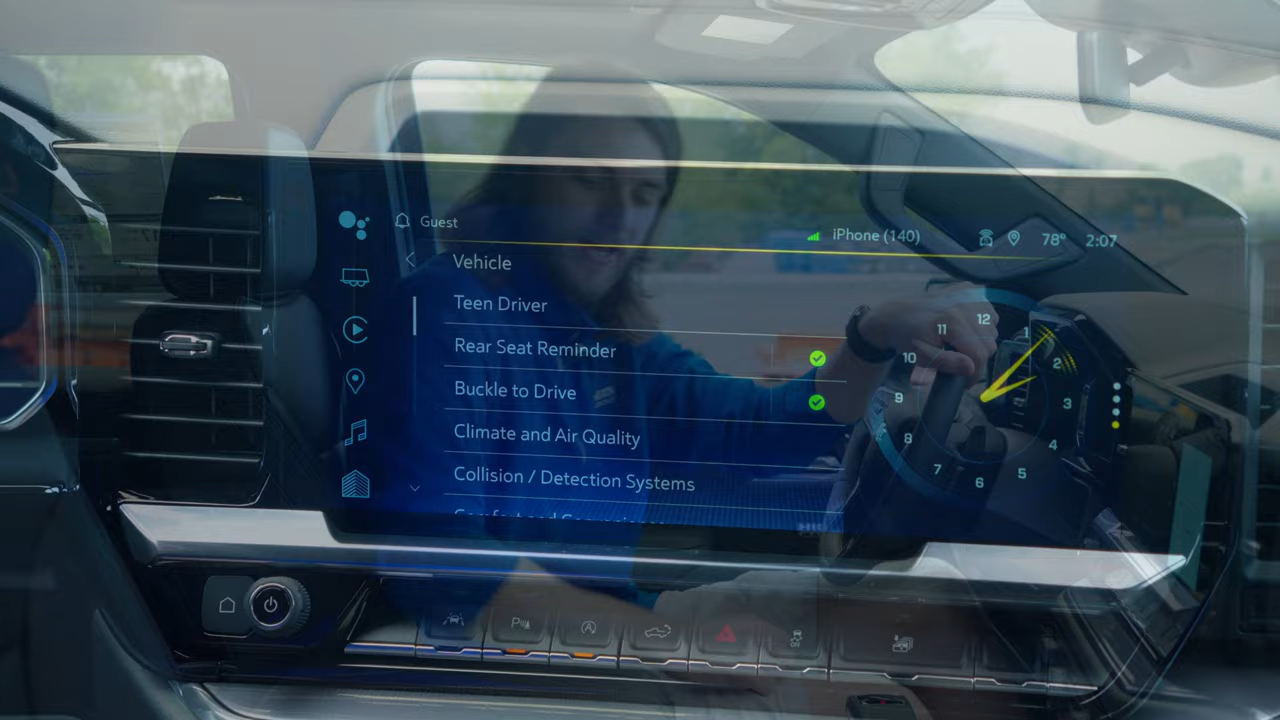 Guest
iPhone (140)
78° 2:07
Vehicle
Teen Driver
Rear Seat Reminder
Buckle to Drive
Climate and Air Quality
Collision / Detection Systems
12
11
1
10
2
9
3
8
4
7
5
6